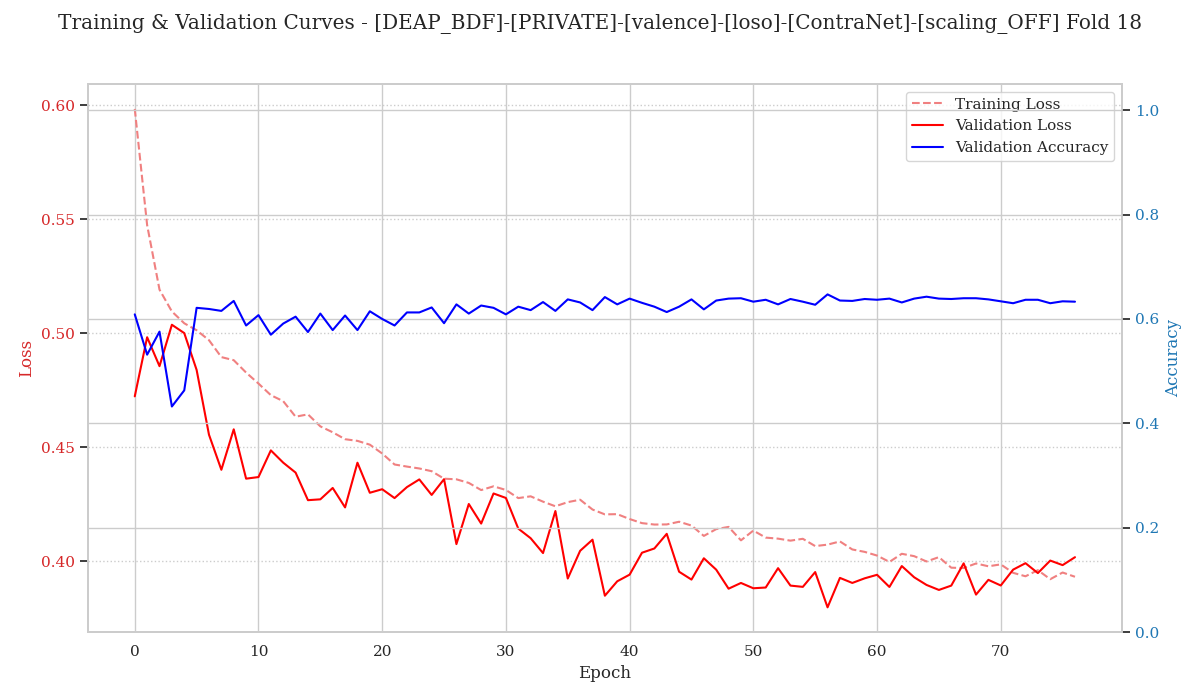 Training & Validation Curves - [DEAP_BDF]-[PRIVATE]-[valence]-[loso]-[ContraNet]-[scaling_OFF] Fold 18
Training Loss
Validation Loss
Validation Accuracy
0.60
0.55
0.50
0.45
0.40
Loss
1.0
0.8
0.6
0.4
0.2
0.0
Accuracy
0
10
20
30
40
50
60
70
Epoch